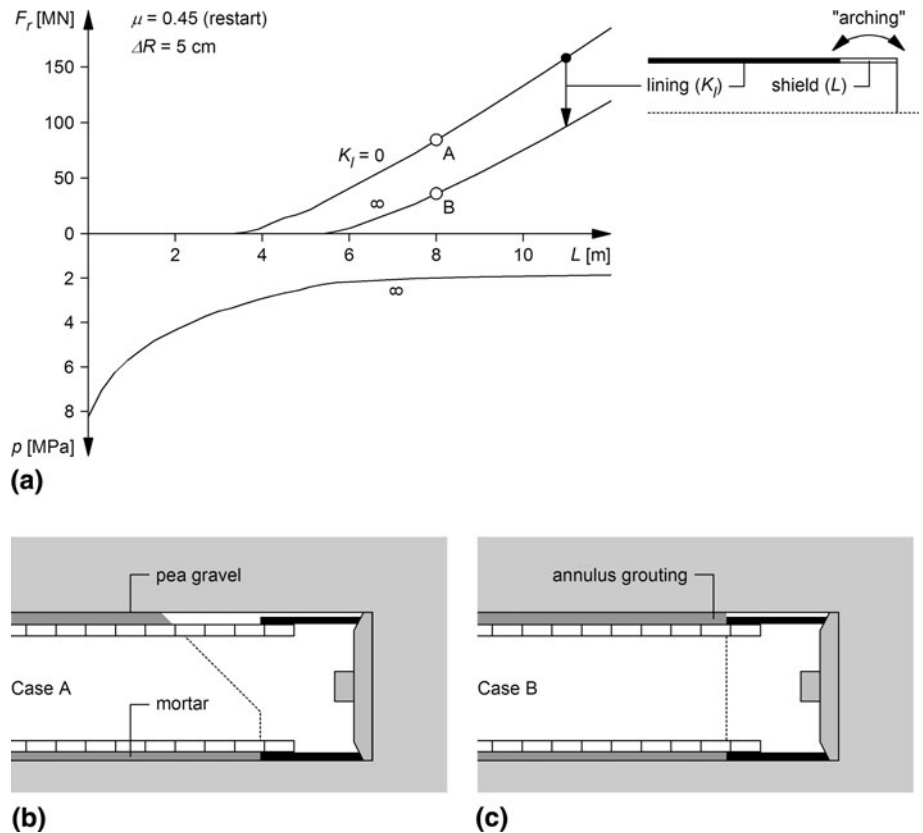 F_r [MN]
μ = 0.45 (restart)
ΔR = 5 cm
"arching"
lining (K_l)
shield (L)
150
100
50
0
K_l = 0
A
∞
B
2
4
6
8
10
L [m]
2
4
6
8
∞
p [MPa]
(a)
pea gravel
Case A
mortar
(b)
annulus grouting
Case B
(c)